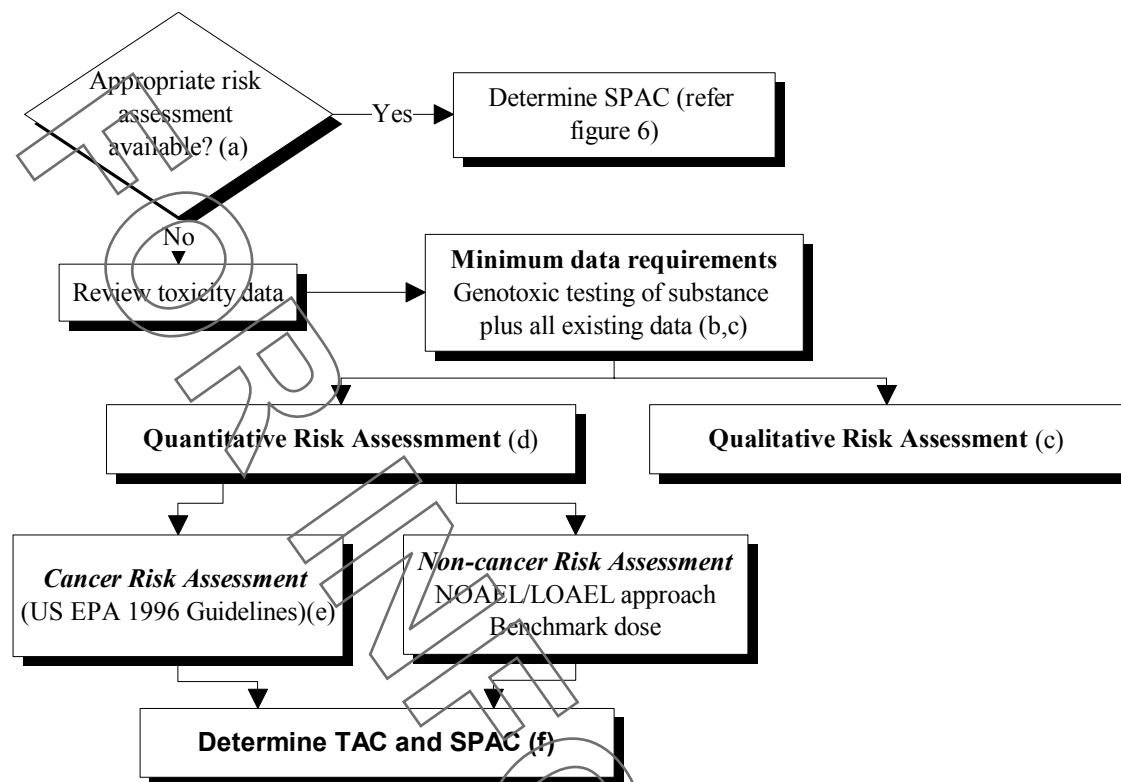 Appropriate risk
assessment
available? (a)
Yes
Determine SPAC (refer
figure 6)
No
Review toxicity data
Minimum data requirements
Genotoxic testing of substance
plus all existing data (b,c)
Quantitative Risk Assessmment (d)
Qualitative Risk Assessment (c)
Cancer Risk Assessment
(US EPA 1996 Guidelines)(e)
Non-cancer Risk Assessment
NOAEL/LOAEL approach
Benchmark dose
Determine TAC and SPAC (f)
FOR INFO